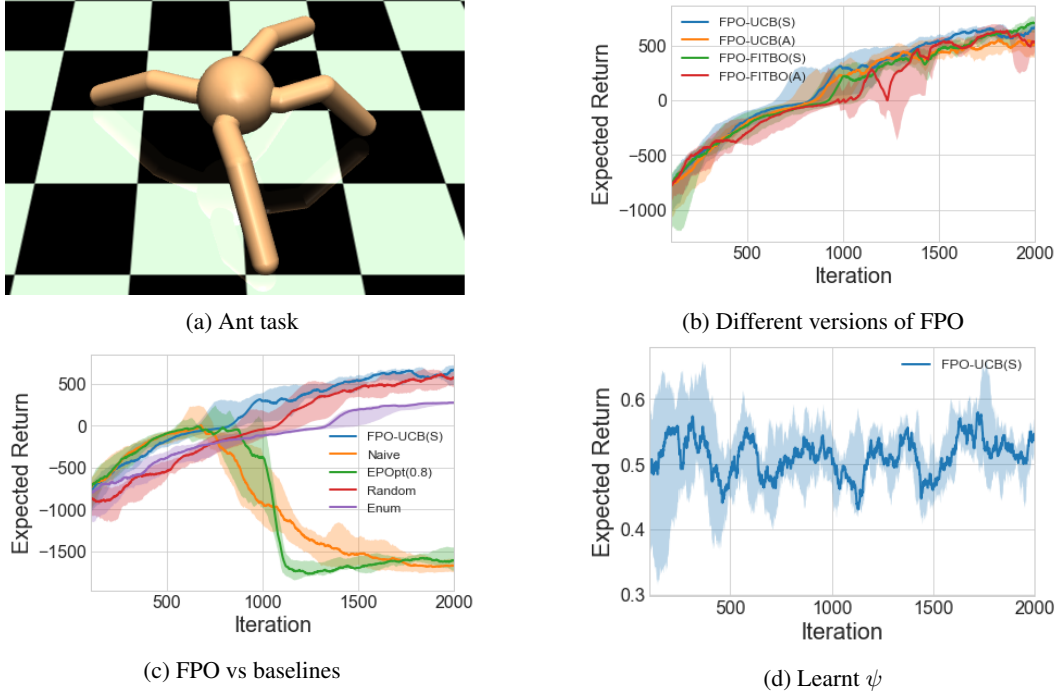 (a) Ant task
Expected Return
500
0
−500
−1000
FPO-UCB(S)
FPO-UCB(A)
FPO-FITBO(S)
FPO-FITBO(A)
500
1000
1500
2000
Iteration
(b) Different versions of FPO
Expected Return
500
0
−500
−1000
−1500
FPO-UCB(S)
Naive
EPOpt(0.8)
Random
Enum
500
1000
1500
2000
Iteration
(c) FPO vs baselines
Expected Return
0.6
0.5
0.4
0.3
FPO-UCB(S)
500
1000
1500
2000
Iteration
(d) Learnt ψ